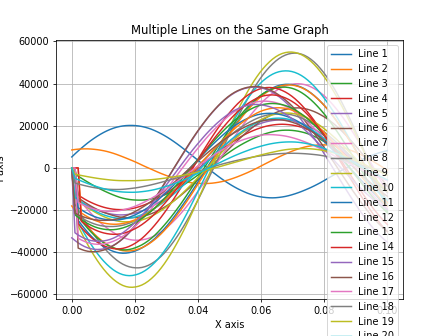 Multiple Lines on the Same Graph
60000
40000
20000
0
−20000
−40000
−60000
0.00
0.02
0.04
0.06
X axis
Line 1
Line 2
Line 3
Line 4
Line 5
Line 6
Line 7
Line 8
Line 9
Line 10
Line 11
Line 12
Line 13
Line 14
Line 15
Line 16
Line 17
Line 18
Line 19